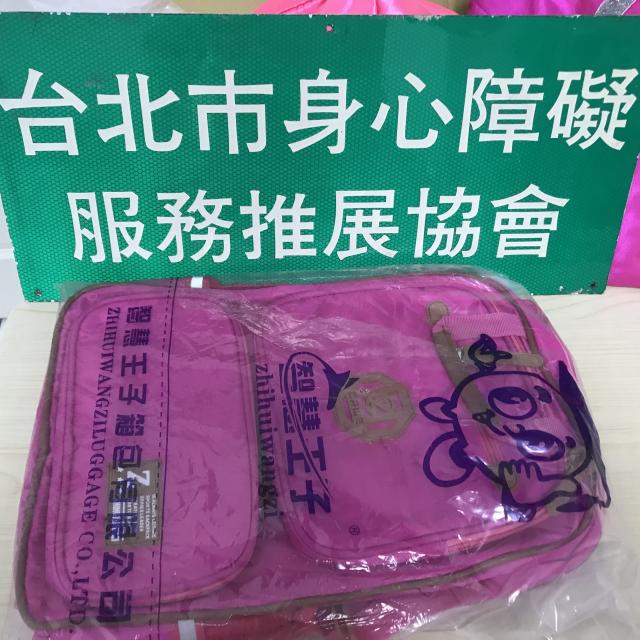 台北市身心障礙
服務推展協會
智慧王子箱包有限公司
ZHIHUIWANGZILUGGAGE CO.,LTD.
智慧王子
zhihuiwangzi
®